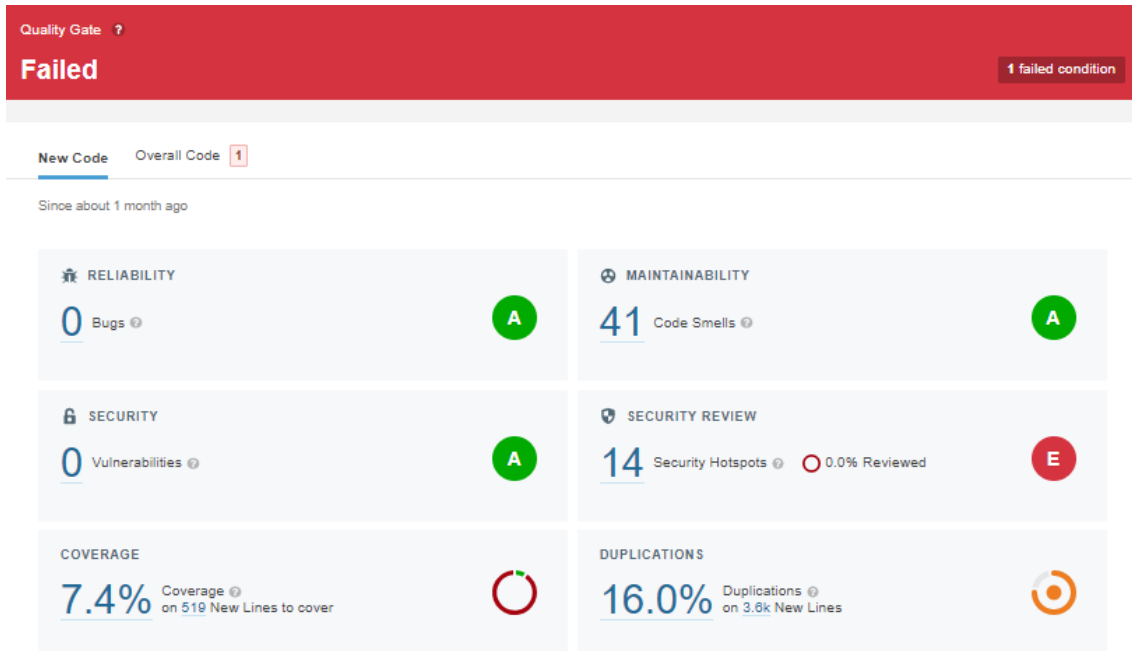 Quality Gate ?
Failed
1 failed condition
New Code Overall Code 1
Since about 1 month ago
RELIABILITY
0 Bugs ?
A
MAINTAINABILITY
41 Code Smells ?
A
SECURITY
0 Vulnerabilities ?
A
SECURITY REVIEW
14 Security Hotspots ? 0.0% Reviewed
E
COVERAGE
7.4% Coverage ?
on 519 New Lines to cover
DUPLICATIONS
16.0% Duplications ?
on 3.6k New Lines